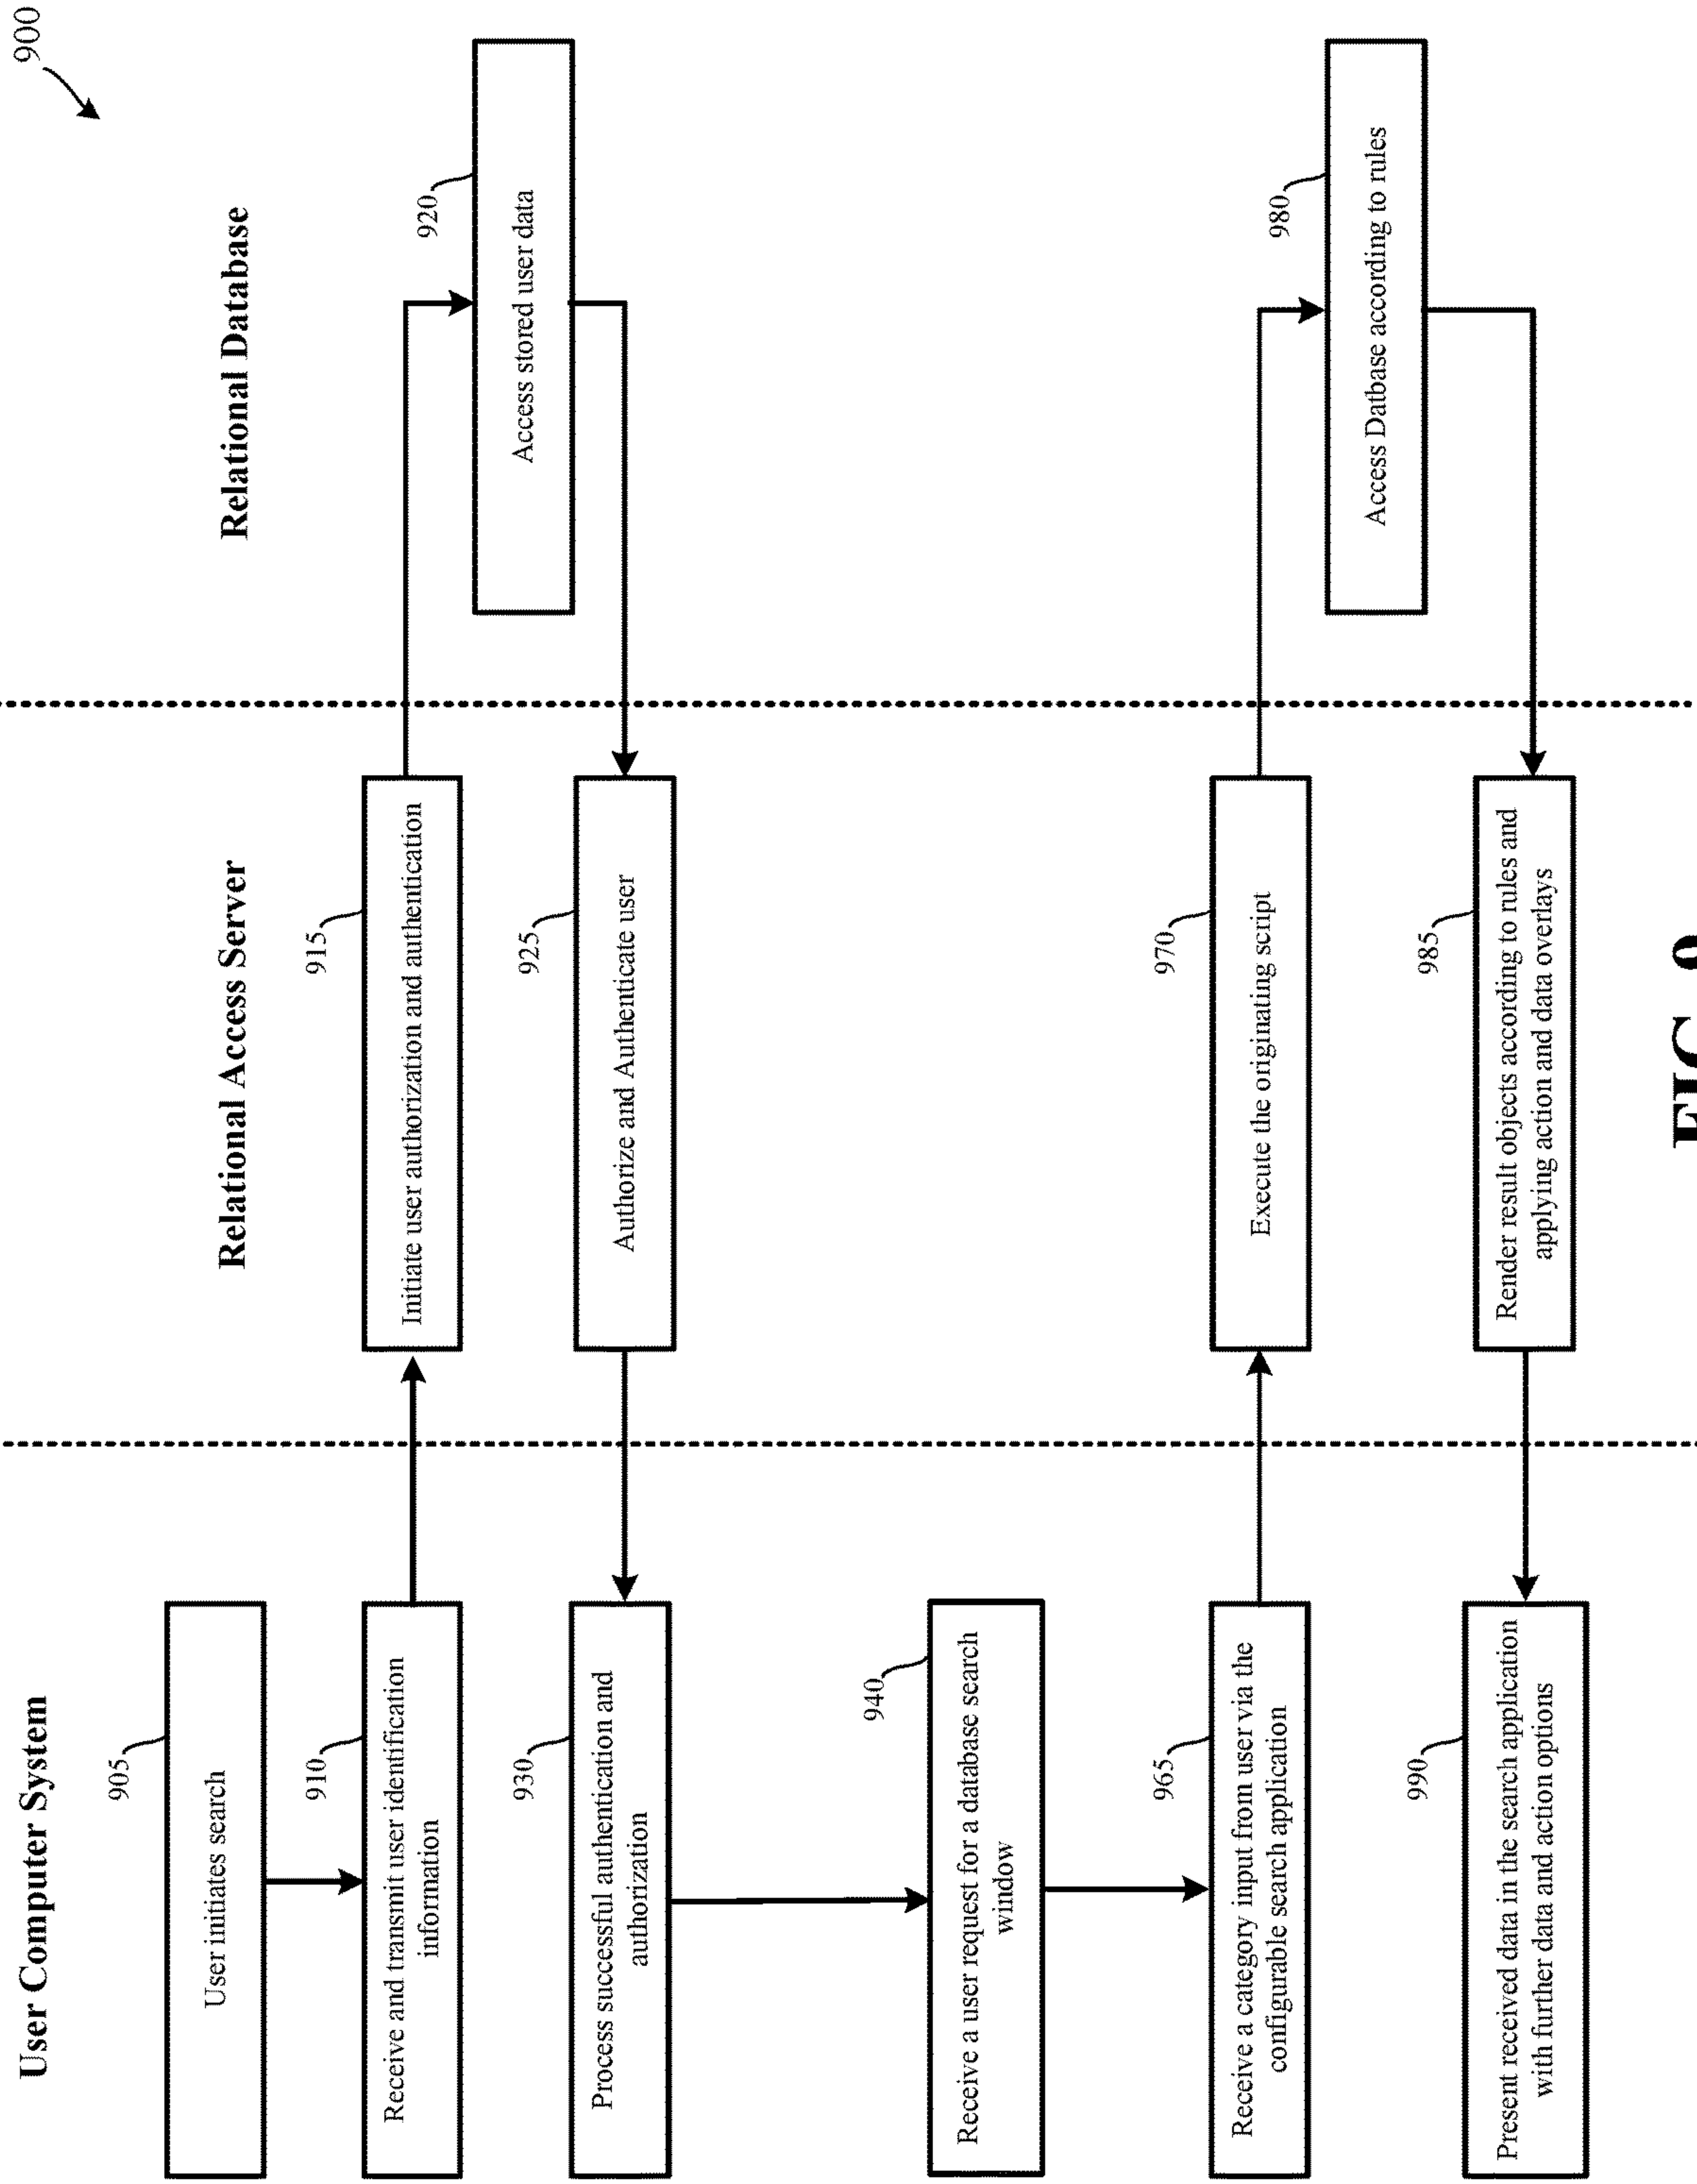 900
User Computer System
Relational Access Server
Relational Database
905
User initiates search
910
Receive and transmit user identification
information
915
Initiate user authorization and authentication
920
Access stored user data
925
Authorize and Authenticate user
930
Process successful authentication and
authorization
940
Receive a user request for a database search
window
965
Receive a category input from user via the
configurable search application
970
Execute the originating script
980
Access Datbase according to rules
985
Render result objects according to rules and
applying action and data overlays
990
Present received data in the search application
with further data and action options
FIG. 9